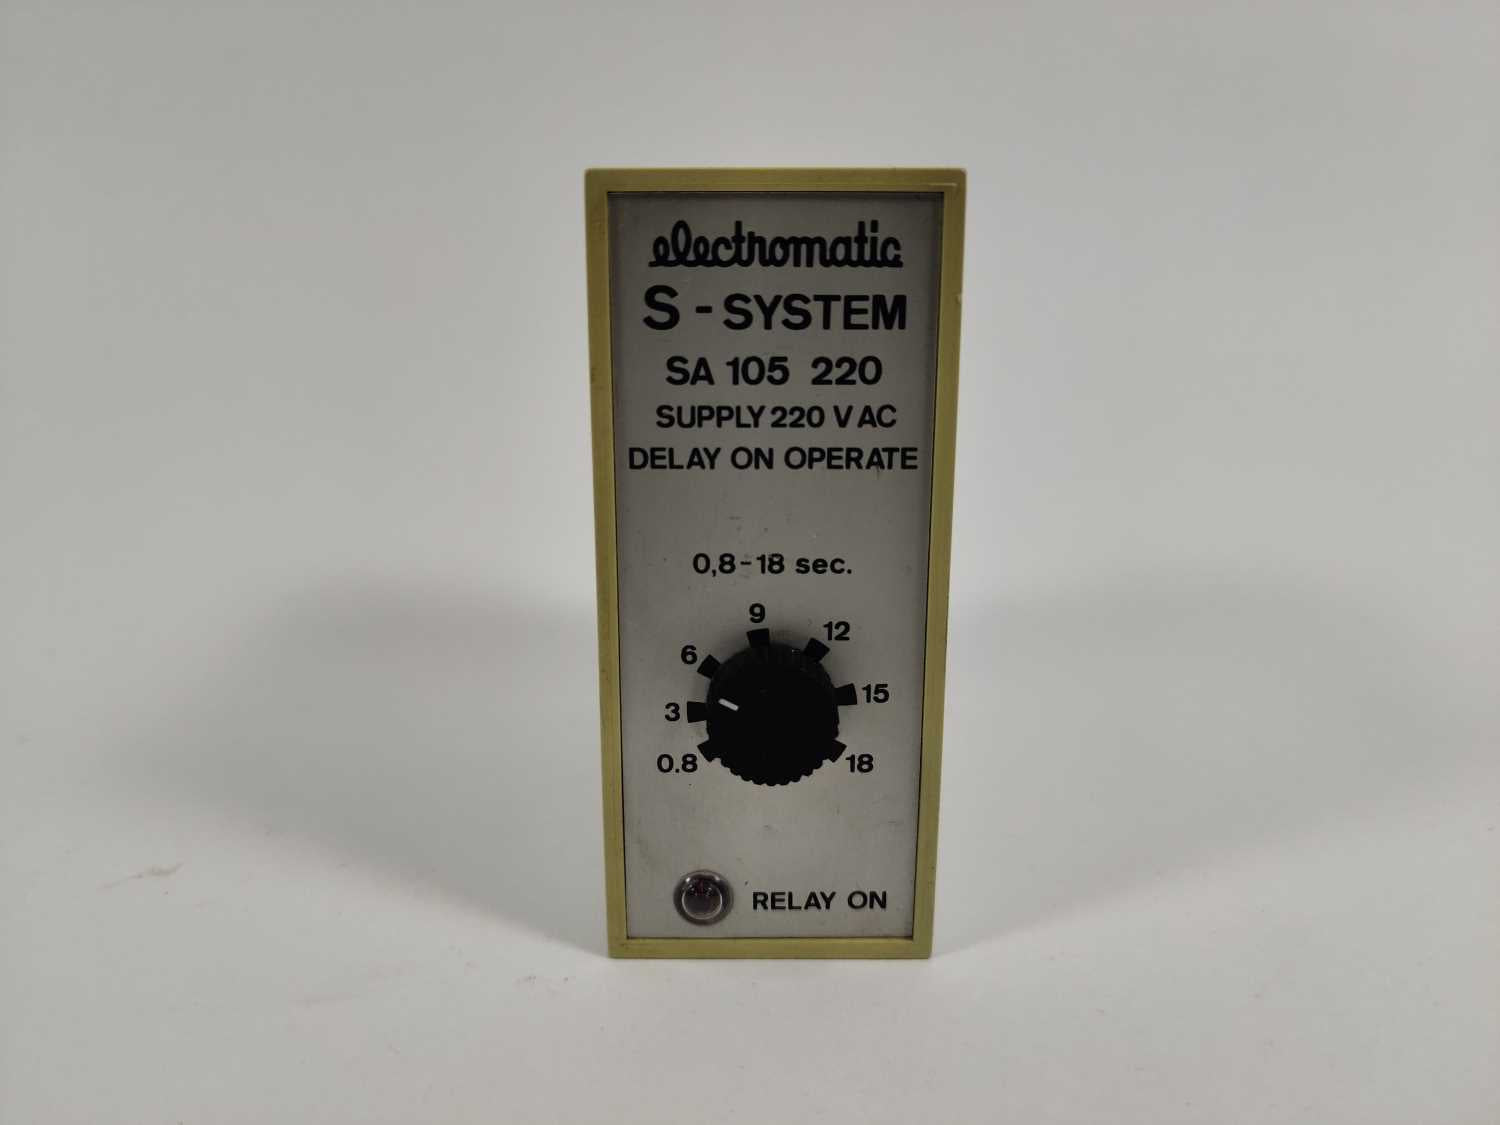 electromatic
S - SYSTEM
SA 105 220
SUPPLY 220 V AC
DELAY ON OPERATE
0,8-18 sec.
9
12
6
15
3
0.8
18
RELAY ON